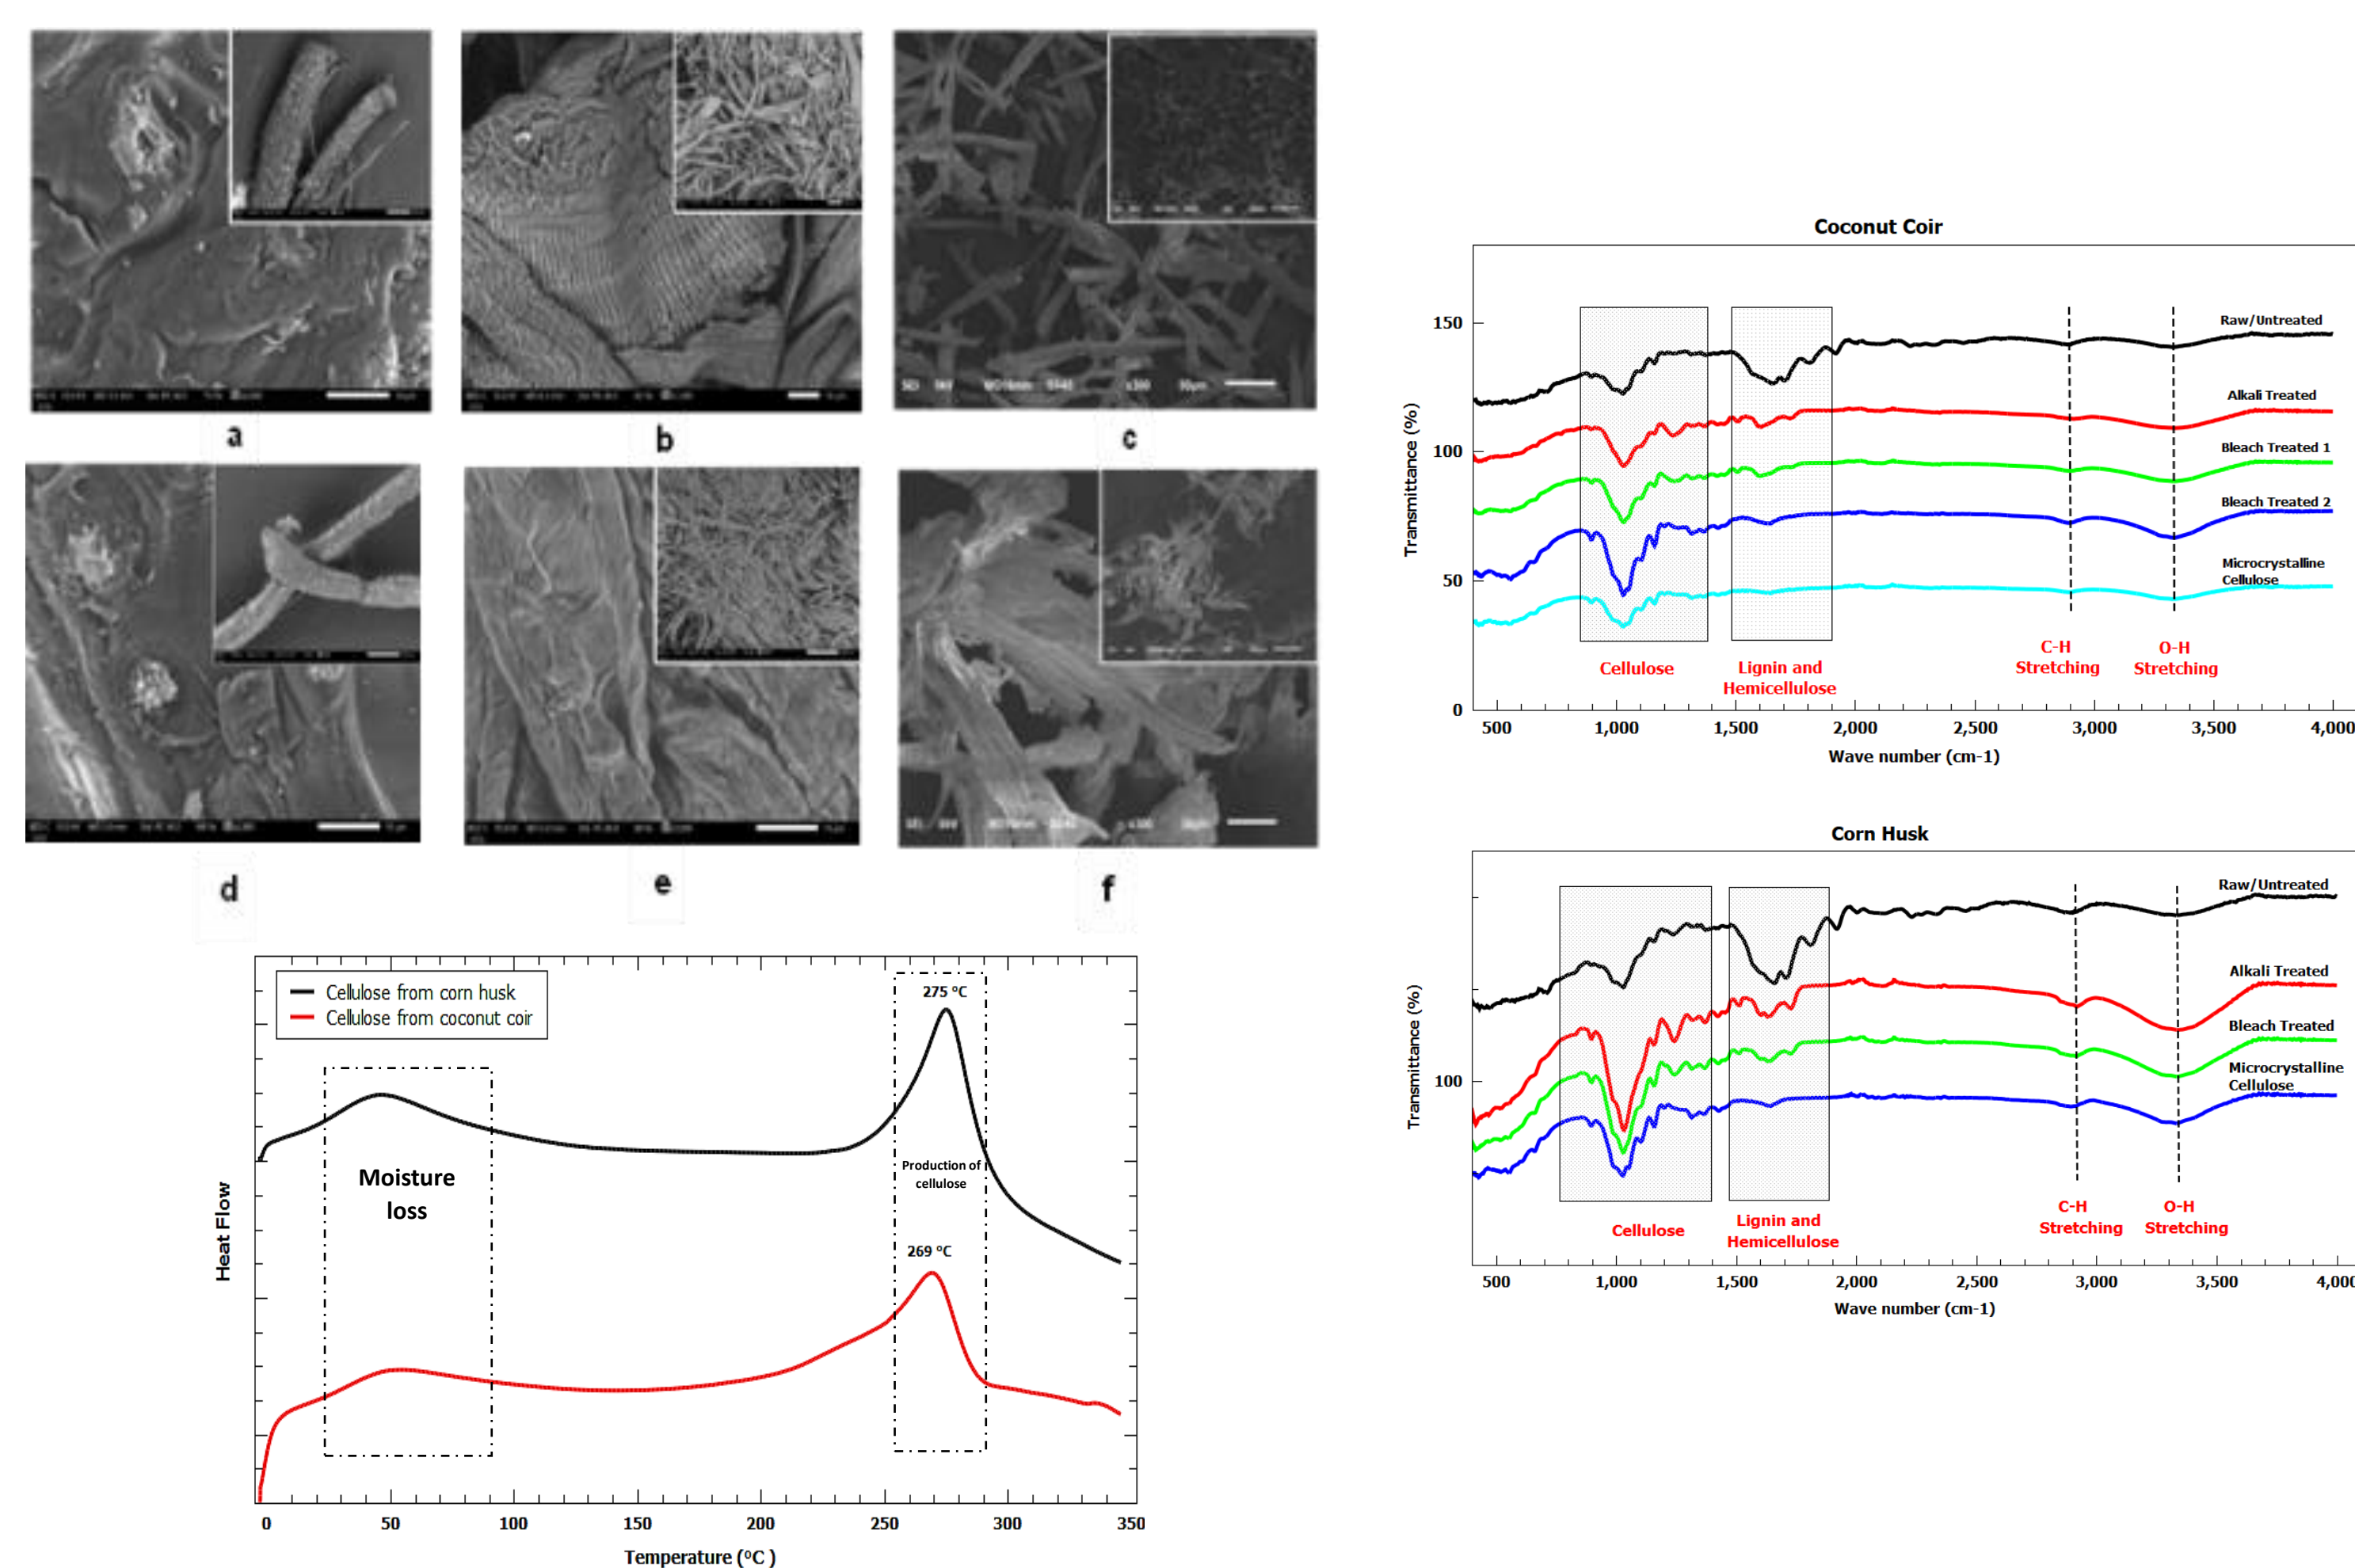 a
b
c
d
e
f
Cellulose from corn husk
Cellulose from coconut coir
275 ºC
Moisture
loss
Production of
cellulose
269 ºC
Heat Flow
0 50 100 150 200 250 300 350
Temperature (ºC )
Coconut Coir
Transmittance (%)
150
100
50
0
Raw/Untreated
Alkali Treated
Bleach Treated 1
Bleach Treated 2
Microcrystalline
Cellulose
Cellulose
Lignin and
Hemicellulose
C-H
Stretching
O-H
Stretching
500 1,000 1,500 2,000 2,500 3,000 3,500 4,000
Wave number (cm-1)
Corn Husk
Transmittance (%)
100
Raw/Untreated
Alkali Treated
Bleach Treated
Microcrystalline
Cellulose
Cellulose
Lignin and
Hemicellulose
C-H
Stretching
O-H
Stretching
500 1,000 1,500 2,000 2,500 3,000 3,500 4,00
Wave number (cm-1)